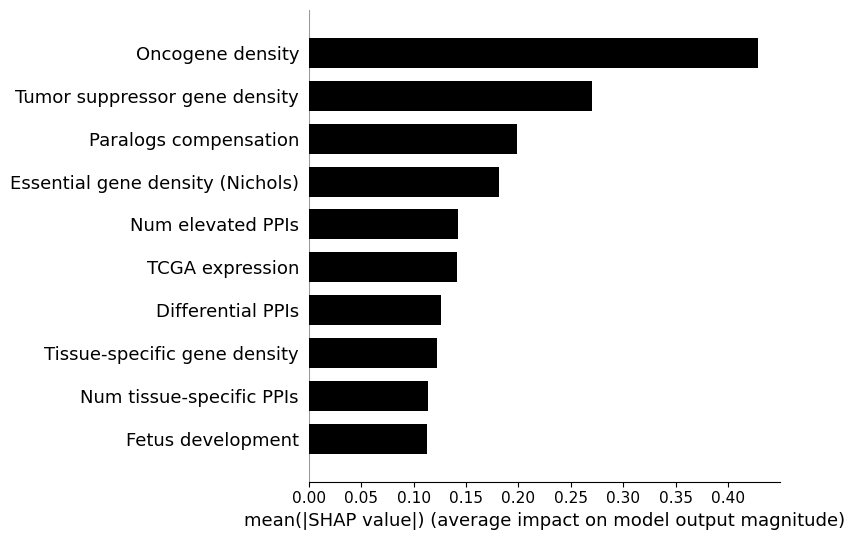 Oncogene density
Tumor suppressor gene density
Paralogs compensation
Essential gene density (Nichols)
Num elevated PPIs
TCGA expression
Differential PPIs
Tissue-specific gene density
Num tissue-specific PPIs
Fetus development
0.00 0.05 0.10 0.15 0.20 0.25 0.30 0.35 0.40
mean(|SHAP value|) (average impact on model output magnitude)